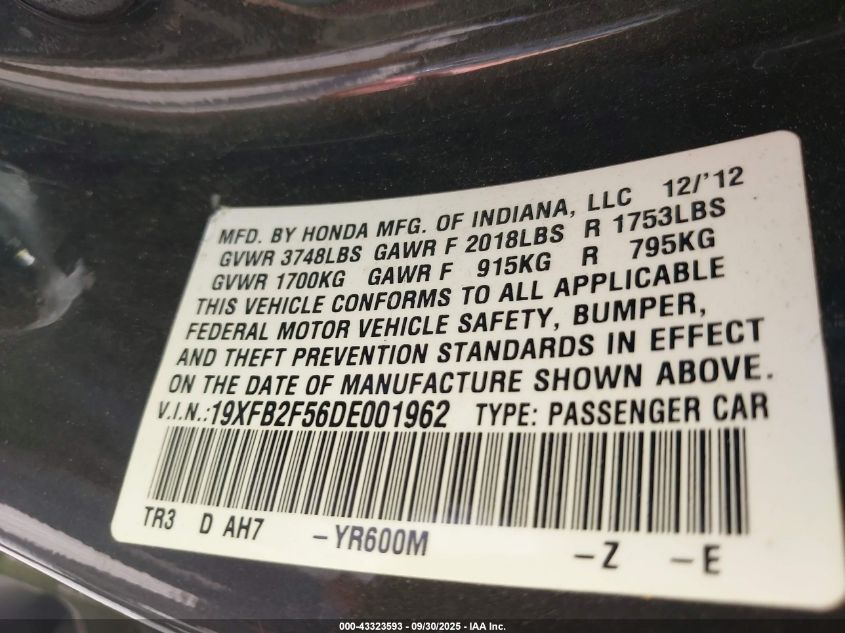 MFD. BY HONDA MFG. OF INDIANA, LLC 12/'12
GVWR 3748LBS GAWR F 2018LBS R 1753LBS
GVWR 1700KG GAWR F 915KG R 795KG
THIS VEHICLE CONFORMS TO ALL APPLICABLE
FEDERAL MOTOR VEHICLE SAFETY, BUMPER,
AND THEFT PREVENTION STANDARDS IN EFFECT
ON THE DATE OF MANUFACTURE SHOWN ABOVE.
V.I.N.:19XFB2F56DE001962 TYPE: PASSENGER CAR
TR3 D AH7 -YR600M -Z -E
000-43323593 - 09/30/2025 - IAA Inc.